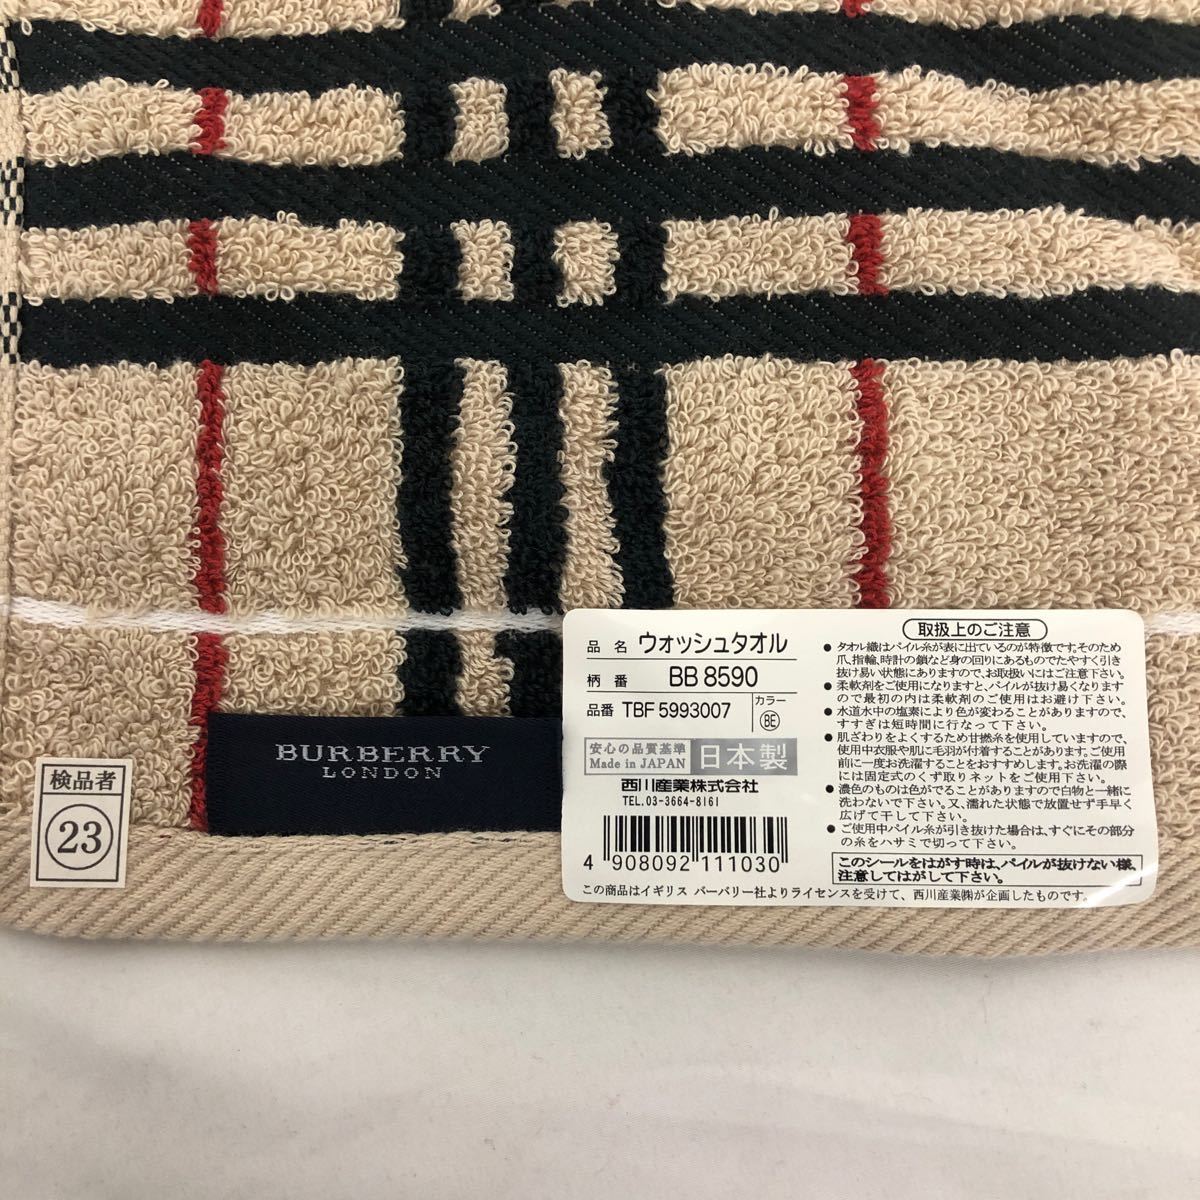 BURBERRY
LONDON
検品者
23
品 名 ウォッシュタオル
柄 番 BB 8590
品番 TBF 5993007
カラー
BE
安心の品質基準
Made in JAPAN
日本製
西川産業株式会社
TEL.03-3664-8161
4 908092 111030
取扱上のご注意
● タオル織はパイル糸が表に出ているのが特徴です。そのため
爪、指輪、時計の鎖など身の回りにあるものでたやすく引き
抜け易い状態にありますので、お取扱いにはご注意下さい。
● 柔軟剤をご使用になりますと、パイルが抜け易くなります
ので最初の内は柔軟剤のご使用はお避け下さい。
● 水道水中の塩素により色が変わることがありますので、
すすぎは短時間に行なって下さい。
● 肌ざわりをよくするため甘撚糸を使用していますので、
使用中衣服や肌に毛羽が付着することがあります。ご使用
前に一度お洗濯することをおすすめします。お洗濯の際
には固定式のくず取りネットをご使用下さい。
● 濃色のものは色がでることがありますので白物と一緒に
洗わないで下さい。又、濡れた状態で放置せず手早く
広げて干して下さい。
● ご使用中パイル糸が引き抜けた場合は、すぐにその部分
の糸をハサミで切って下さい。
このシールをはがす時は、パイルが抜けない様、
注意してはがして下さい。
この商品はイギリス バーバリー社よりライセンスを受けて、西川産業㈱が企画したものです。